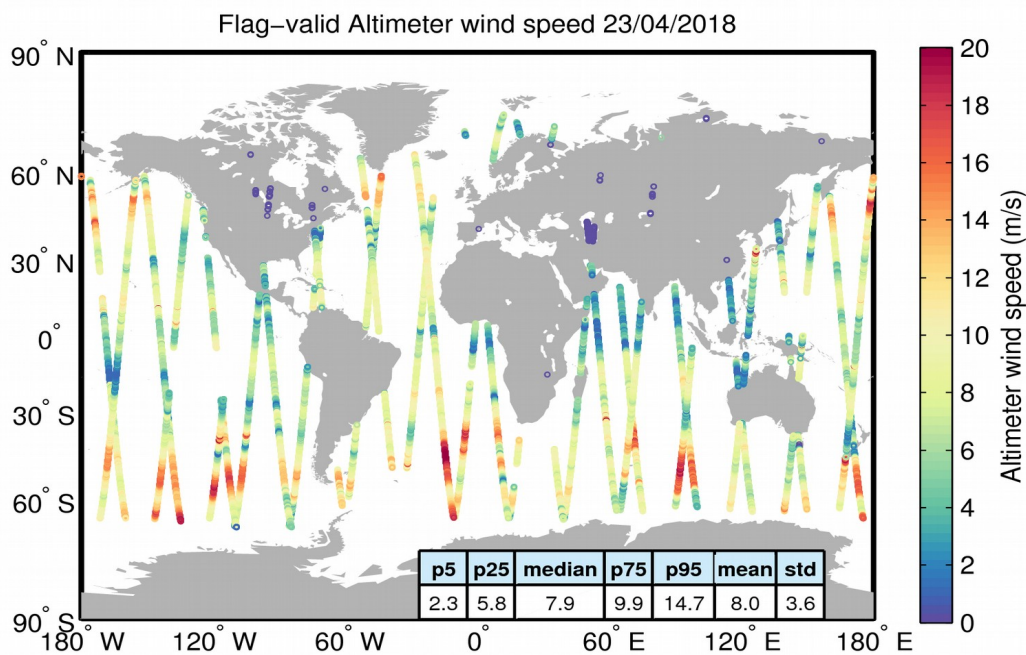 Flag−valid Altimeter wind speed 23/04/2018
90° N
60° N
30° N
0°
30° S
60° S
90° S
180° W
120° W
60° W
0°
60° E
120° E
180° E
p5 p25 median p75 p95 mean std
2.3 5.8 7.9 9.9 14.7 8.0 3.6
20
18
16
14
12
10
8
6
4
2
0
Altimeter wind speed (m/s)